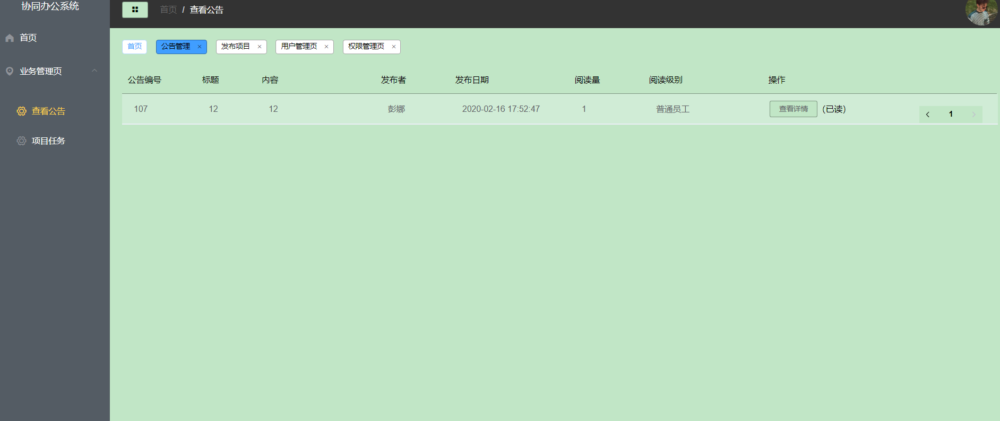 协同办公系统
首页 / 查看公告
首页
业务管理页
查看公告
项目任务
首页 公告管理 × 发布项目 × 用户管理页 × 权限管理页 ×
公告编号 标题 内容 发布者 发布日期 阅读量 阅读级别 操作
107 12 12 彭娜 2020-02-16 17:52:47 1 普通员工 查看详情 (已读)
< 1 >